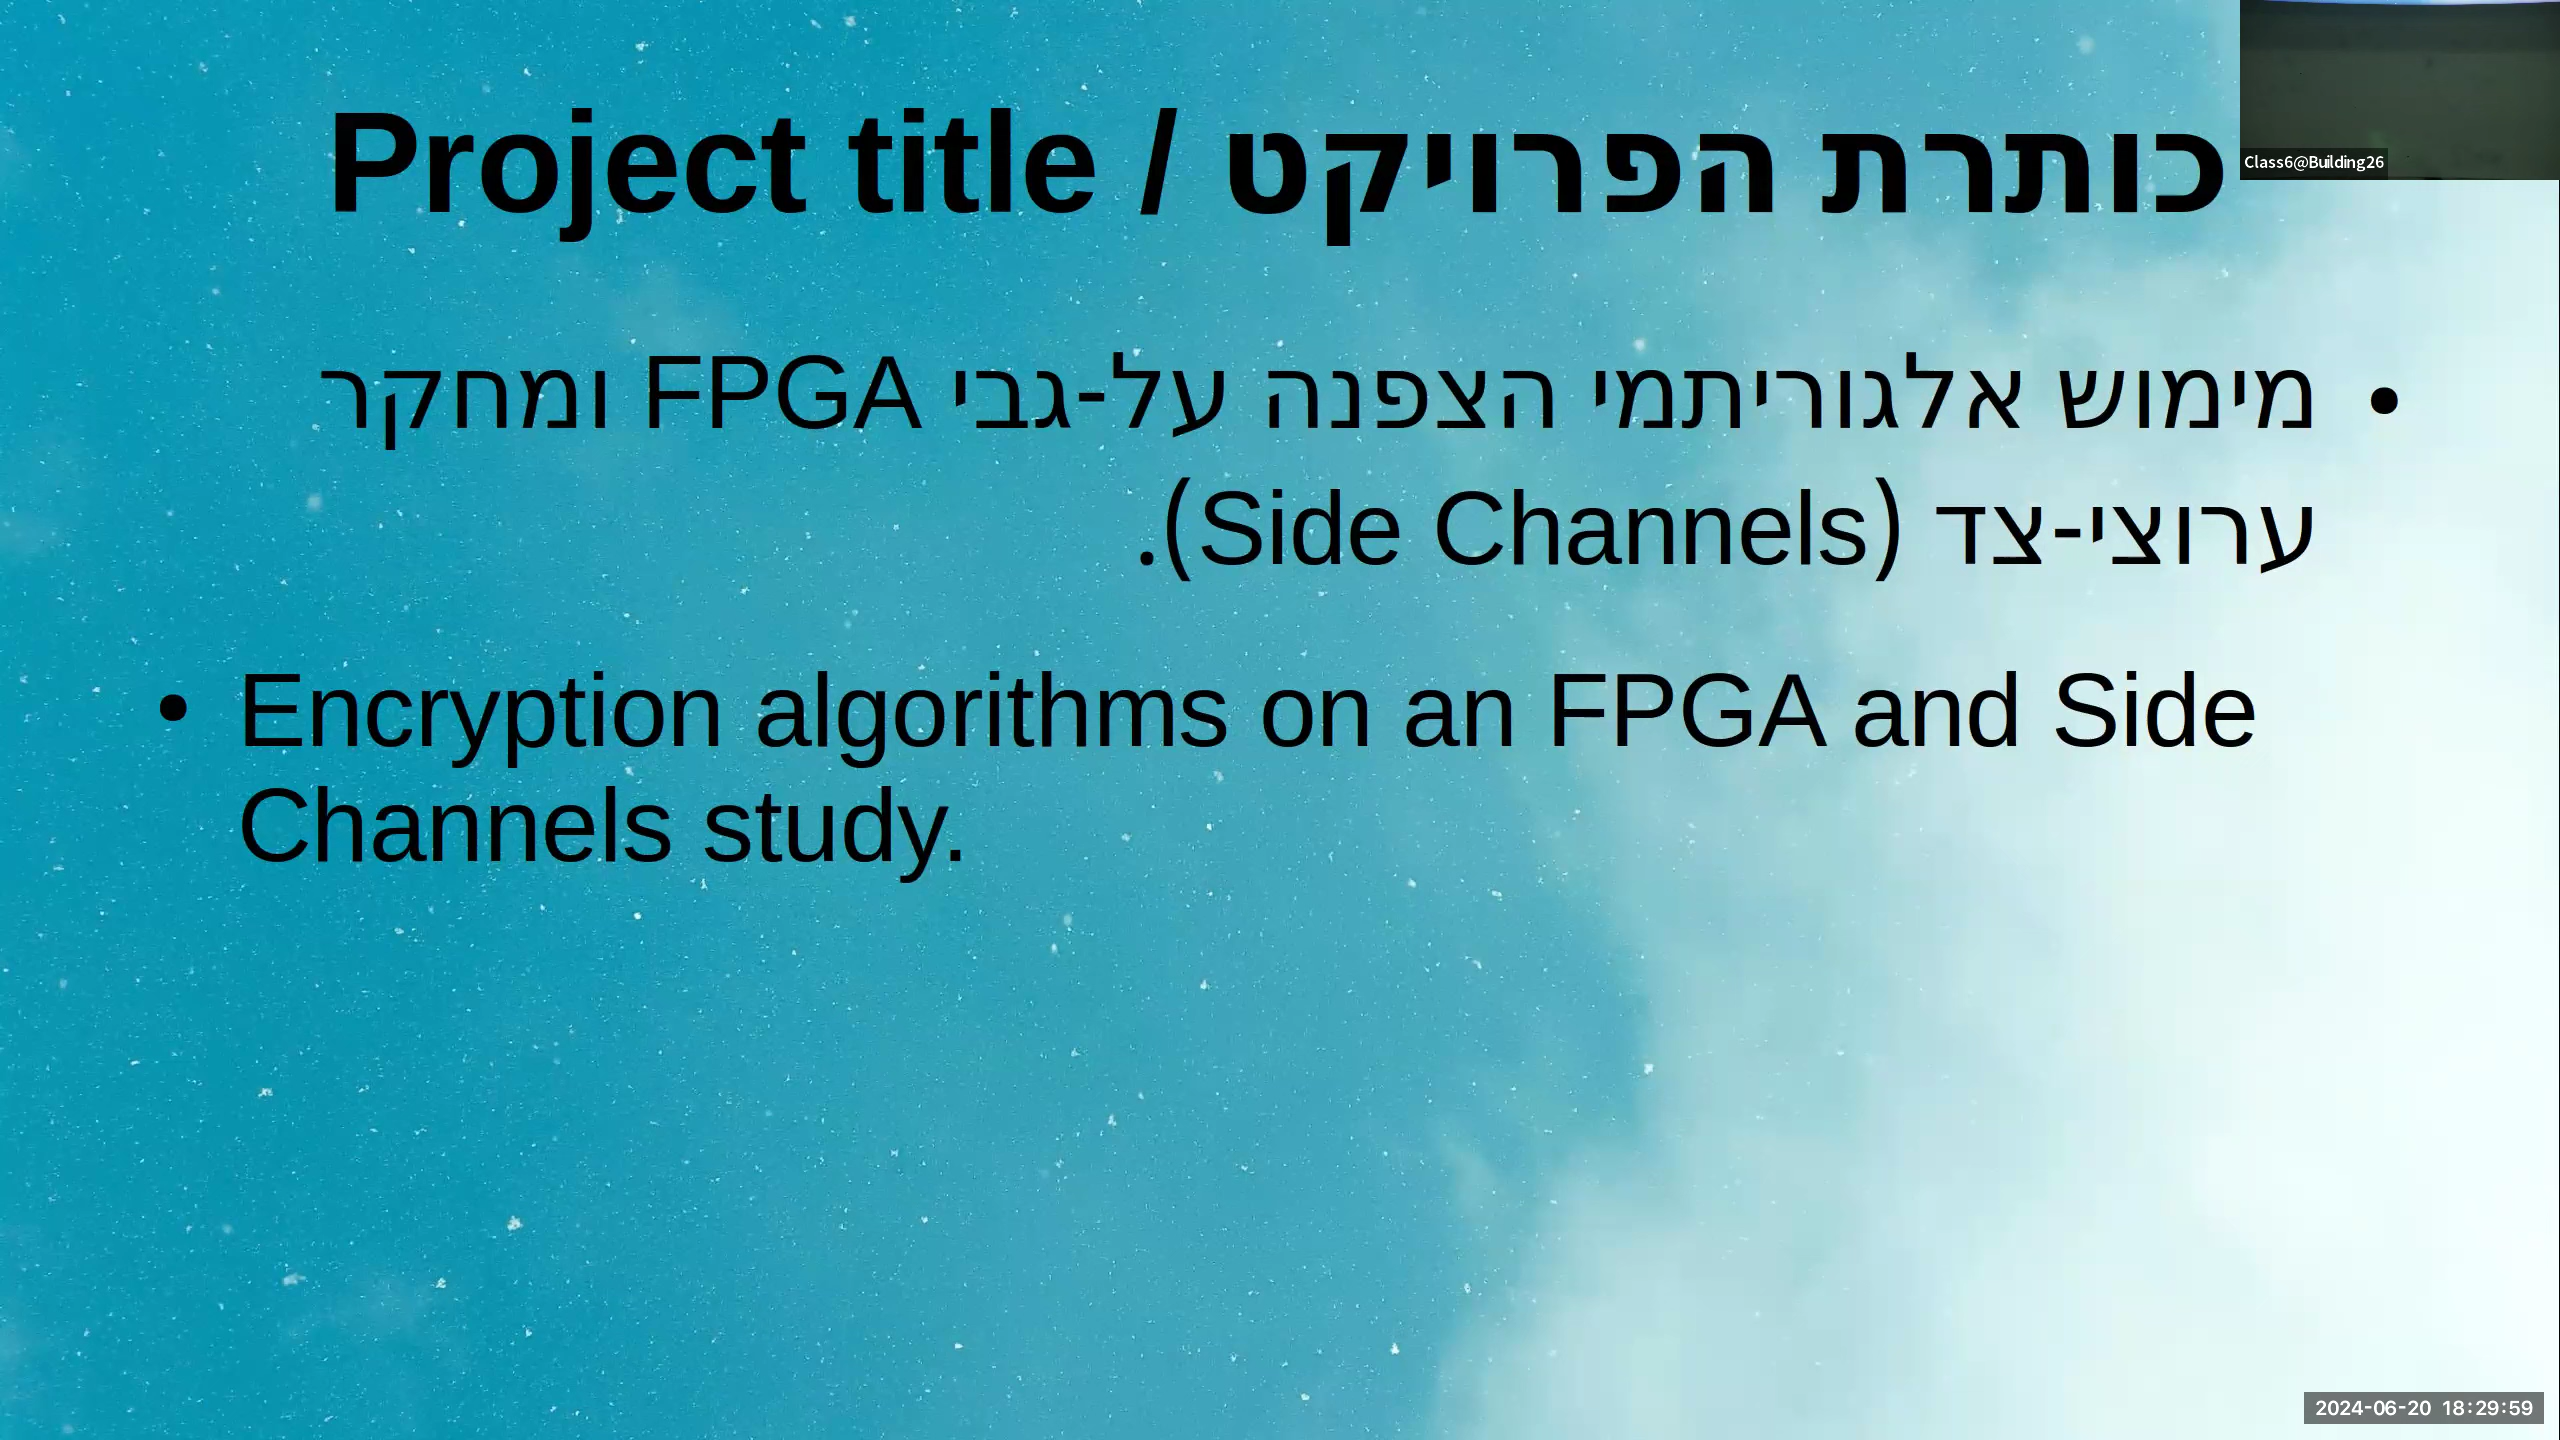 Project title / כותרת הפרויקט
Class6@Building26
• מימוש אלגוריתמי הצפנה על-גבי FPGA ומחקר
ערוצי-צד (Side Channels).
• Encryption algorithms on an FPGA and Side
Channels study.
2024-06-20 18:29:59